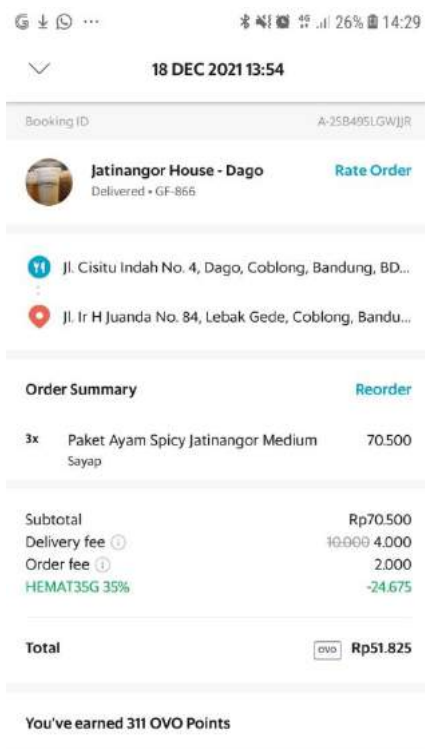 26% 14:29
18 DEC 2021 13:54
Booking ID A-25B495LGWJJR
Jatinangor House - Dago Rate Order
Delivered • GF-866
Jl. Cisitu Indah No. 4, Dago, Coblong, Bandung, BD...
Jl. Ir H Juanda No. 84, Lebak Gede, Coblong, Bandu...
Order Summary Reorder
3x Paket Ayam Spicy Jatinangor Medium 70.500
Sayap
Subtotal Rp70.500
Delivery fee 10.000 4.000
Order fee 2.000
HEMAT35G 35% -24.675
Total OVO Rp51.825
You've earned 311 OVO Points